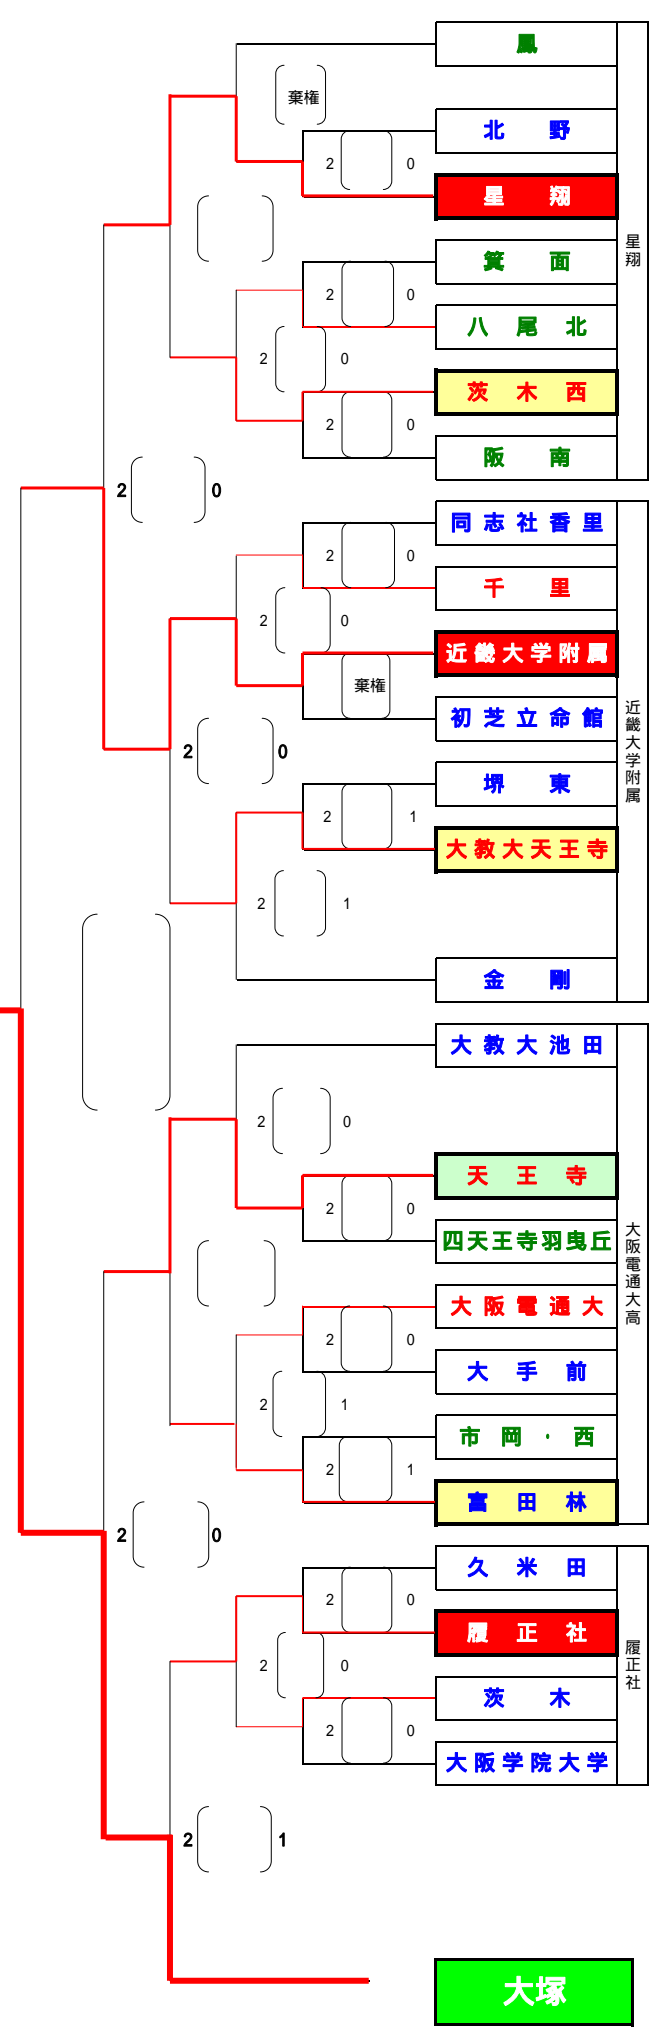 鳳
棄権
北野
2 0
星翔
星翔
箕面
2 0
八尾北
2 0
茨木西
2 0
阪南
2 0
同志社香里
2 0
千里
2 0
近畿大学附属
棄権
初芝立命館
近畿大学附属
2 0
堺東
2 1
大教大天王寺
2 1
金剛
大教大池田
2 0
天王寺
2 0
四天王寺羽曳丘
大阪電通大高
大阪電通大
2 0
大手前
2 1
市岡・西
2 1
富田林
2 0
久米田
2 0
履正社
2 0
履正社
茨木
2 0
大阪学院大学
2 1
大塚